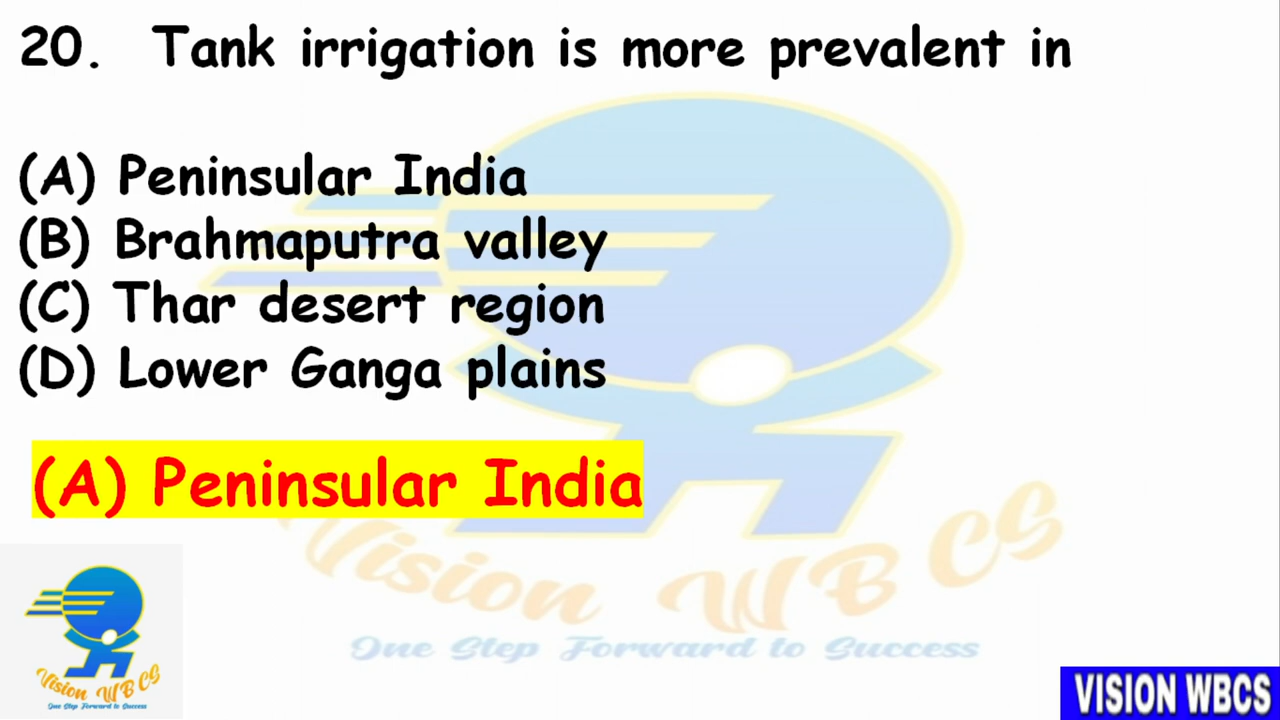 20. Tank irrigation is more prevalent in
(A) Peninsular India
(B) Brahmaputra valley
(C) Thar desert region
(D) Lower Ganga plains
(A) Peninsular India
Vision WBCS
One Step Forward to Success
Vision WBCS
One Step Forward to Success
VISION WBCS